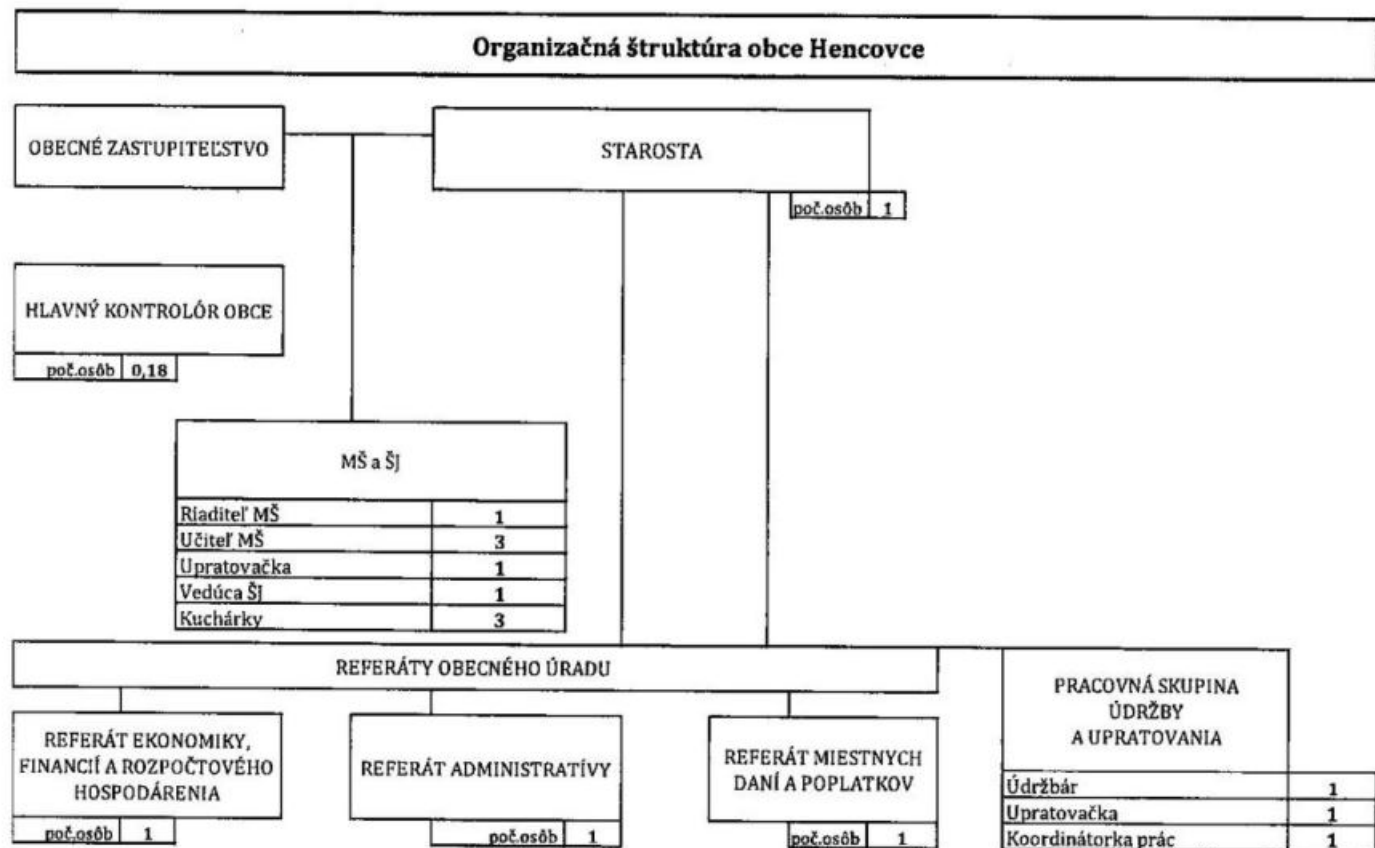 Organizačná štruktúra obce Hencovce
OBECNÉ ZASTUPITEĽSTVO
STAROSTA
poč.osôb 1
HLAVNÝ KONTROLÓR OBCE
poč.osôb 0,18
MŠ a ŠJ
Riaditeľ MŠ 1
Učiteľ MŠ 3
Upratovačka 1
Vedúca ŠJ 1
Kuchárky 3
REFERÁTY OBECNÉHO ÚRADU
REFERÁT EKONOMIKY,
FINANCIÍ A ROZPOČTOVÉHO
HOSPODÁRENIA
poč.osôb 1
REFERÁT ADMINISTRATÍVY
poč.osôb 1
REFERÁT MIESTNYCH
DANÍ A POPLATKOV
poč.osôb 1
PRACOVNÁ SKUPINA
ÚDRŽBY
A UPRATOVANIA
Údržbár 1
Upratovačka 1
Koordinátorka prác 1